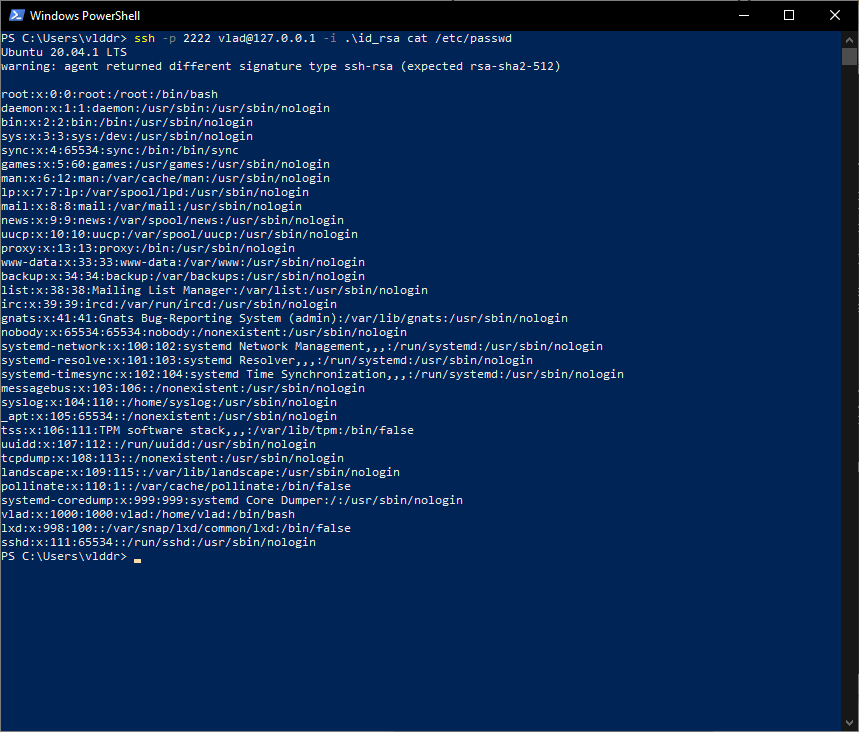 Windows PowerShell
PS C:\Users\vlddr> ssh -p 2222 vlad@127.0.0.1 -i .\id_rsa cat /etc/passwd
Ubuntu 20.04.1 LTS
warning: agent returned different signature type ssh-rsa (expected rsa-sha2-512)
root:x:0:0:root:/root:/bin/bash
daemon:x:1:1:daemon:/usr/sbin:/usr/sbin/nologin
bin:x:2:2:bin:/bin:/usr/sbin/nologin
sys:x:3:3:sys:/dev:/usr/sbin/nologin
sync:x:4:65534:sync:/bin:/bin/sync
games:x:5:60:games:/usr/games:/usr/sbin/nologin
man:x:6:12:man:/var/cache/man:/usr/sbin/nologin
lp:x:7:7:lp:/var/spool/lpd:/usr/sbin/nologin
mail:x:8:8:mail:/var/mail:/usr/sbin/nologin
news:x:9:9:news:/var/spool/news:/usr/sbin/nologin
uucp:x:10:10:uucp:/var/spool/uucp:/usr/sbin/nologin
proxy:x:13:13:proxy:/bin:/usr/sbin/nologin
www-data:x:33:33:www-data:/var/www:/usr/sbin/nologin
backup:x:34:34:backup:/var/backups:/usr/sbin/nologin
list:x:38:38:Mailing List Manager:/var/list:/usr/sbin/nologin
irc:x:39:39:ircd:/var/run/ircd:/usr/sbin/nologin
gnats:x:41:41:Gnats Bug-Reporting System (admin):/var/lib/gnats:/usr/sbin/nologin
nobody:x:65534:65534:nobody:/nonexistent:/usr/sbin/nologin
systemd-network:x:100:102:systemd Network Management,,,:/run/systemd:/usr/sbin/nologin
systemd-resolve:x:101:103:systemd Resolver,,,:/run/systemd:/usr/sbin/nologin
systemd-timesync:x:102:104:systemd Time Synchronization,,,:/run/systemd:/usr/sbin/nologin
messagebus:x:103:106::/nonexistent:/usr/sbin/nologin
syslog:x:104:110::/home/syslog:/usr/sbin/nologin
_apt:x:105:65534::/nonexistent:/usr/sbin/nologin
tss:x:106:111:TPM software stack,,,:/var/lib/tpm:/bin/false
uuidd:x:107:112::/run/uuidd:/usr/sbin/nologin
tcpdump:x:108:113::/nonexistent:/usr/sbin/nologin
landscape:x:109:115::/var/lib/landscape:/usr/sbin/nologin
pollinate:x:110:1::/var/cache/pollinate:/bin/false
systemd-coredump:x:999:999:systemd Core Dumper:/:/usr/sbin/nologin
vlad:x:1000:1000:vlad:/home/vlad:/bin/bash
lxd:x:998:100::/var/snap/lxd/common/lxd:/bin/false
sshd:x:111:65534::/run/sshd:/usr/sbin/nologin
PS C:\Users\vlddr>